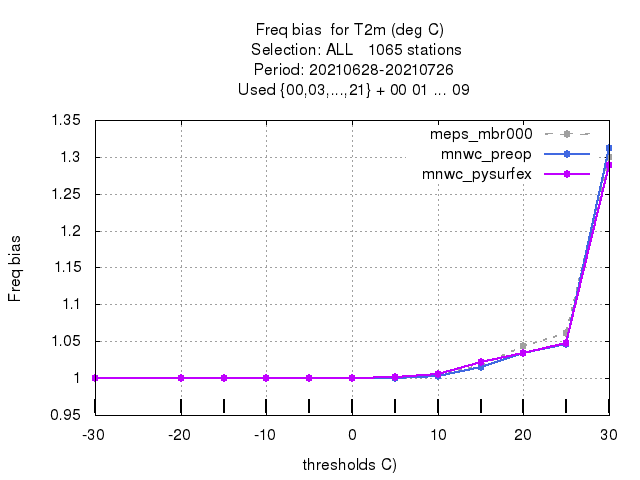 Freq bias  for T2m (deg C)
Selection: ALL   1065 stations
Period: 20210628-20210726
Used {00,03,...,21} + 00 01 ... 09
meps_mbr000
mnwc_preop
mnwc_pysurfex
1.35
1.3
1.25
1.2
1.15
1.1
1.05
1
0.95
Freq bias
-30 -20 -10 0 10 20 30
thresholds C)